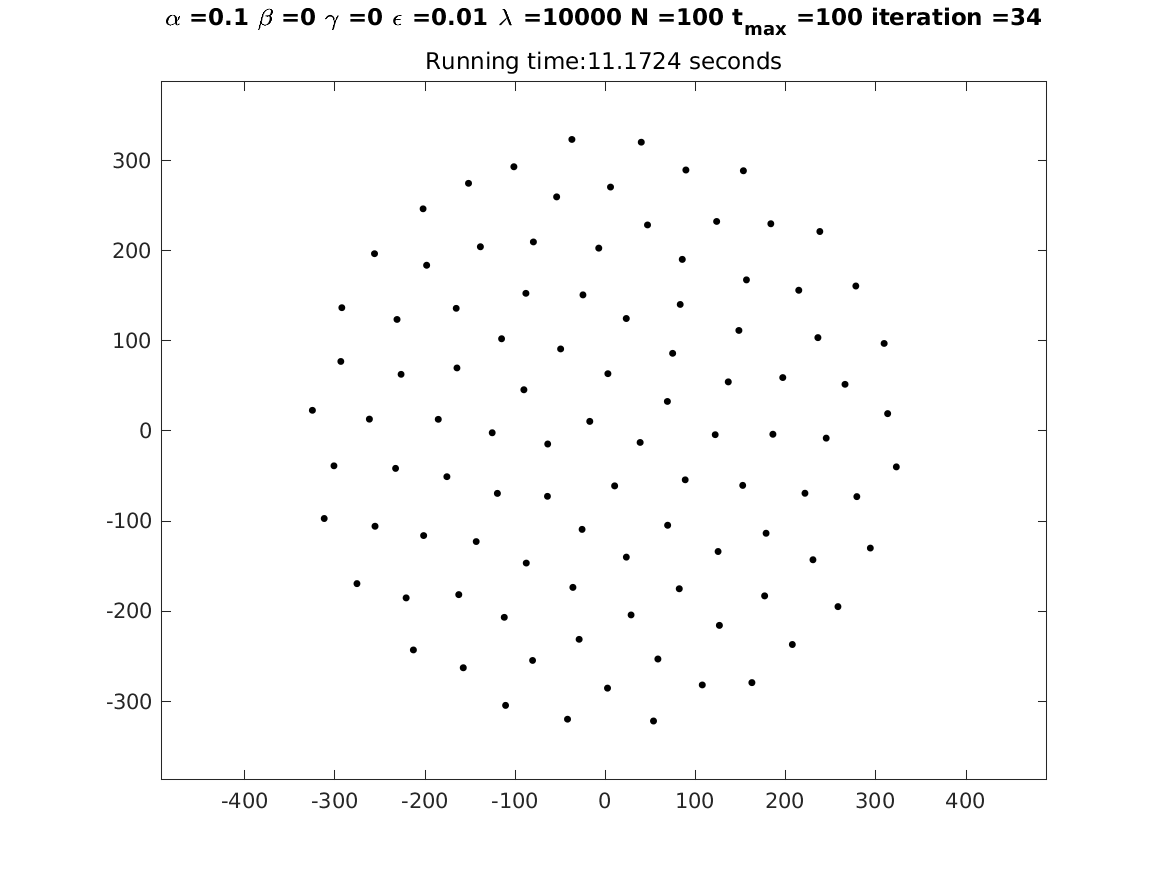 α =0.1 β =0 γ =0 ϵ =0.01 λ =10000 N =100 t_max =100 iteration =34
Running time:11.1724 seconds
300
200
100
0
-100
-200
-300
-400 -300 -200 -100 0 100 200 300 400